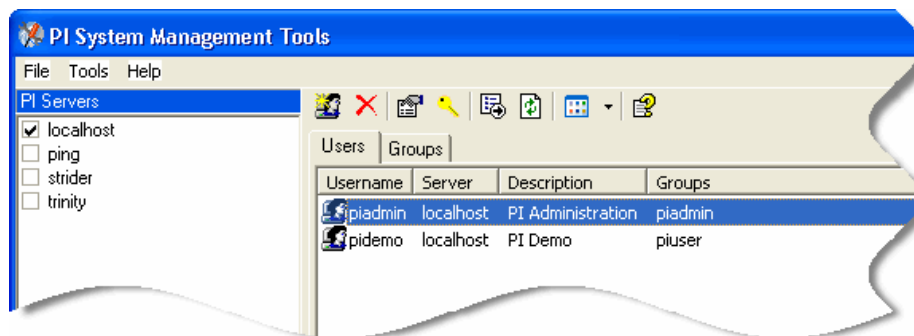 PI System Management Tools
File Tools Help
PI Servers
localhost
ping
strider
trinity
Users Groups
Username Server Description Groups
piadmin localhost PI Administration piadmin
pidemo localhost PI Demo piuser